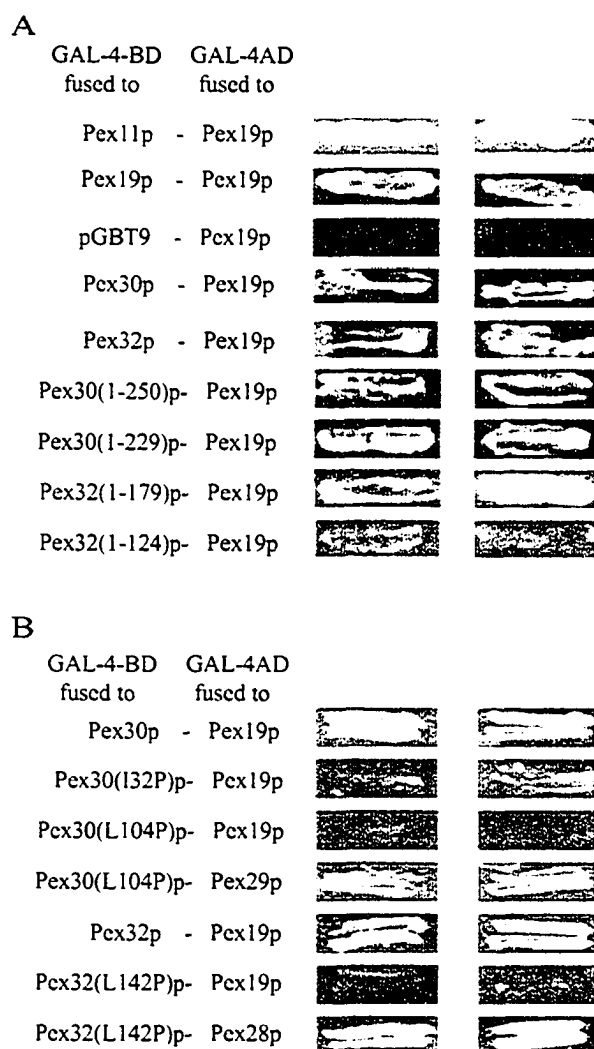 A
GAL-4-BD GAL-4AD
fused to fused to
Pex11p - Pex19p
Pex19p - Pex19p
pGBT9 - Pex19p
Pex30p - Pex19p
Pex32p - Pex19p
Pex30(1-250)p- Pex19p
Pex30(1-229)p- Pex19p
Pex32(1-179)p- Pex19p
Pex32(1-124)p- Pex19p
B
GAL-4-BD GAL-4AD
fused to fused to
Pex30p - Pex19p
Pex30(I32P)p- Pex19p
Pex30(L104P)p- Pex19p
Pex30(L104P)p- Pex29p
Pex32p - Pex19p
Pex32(L142P)p- Pex19p
Pex32(L142P)p- Pex28p